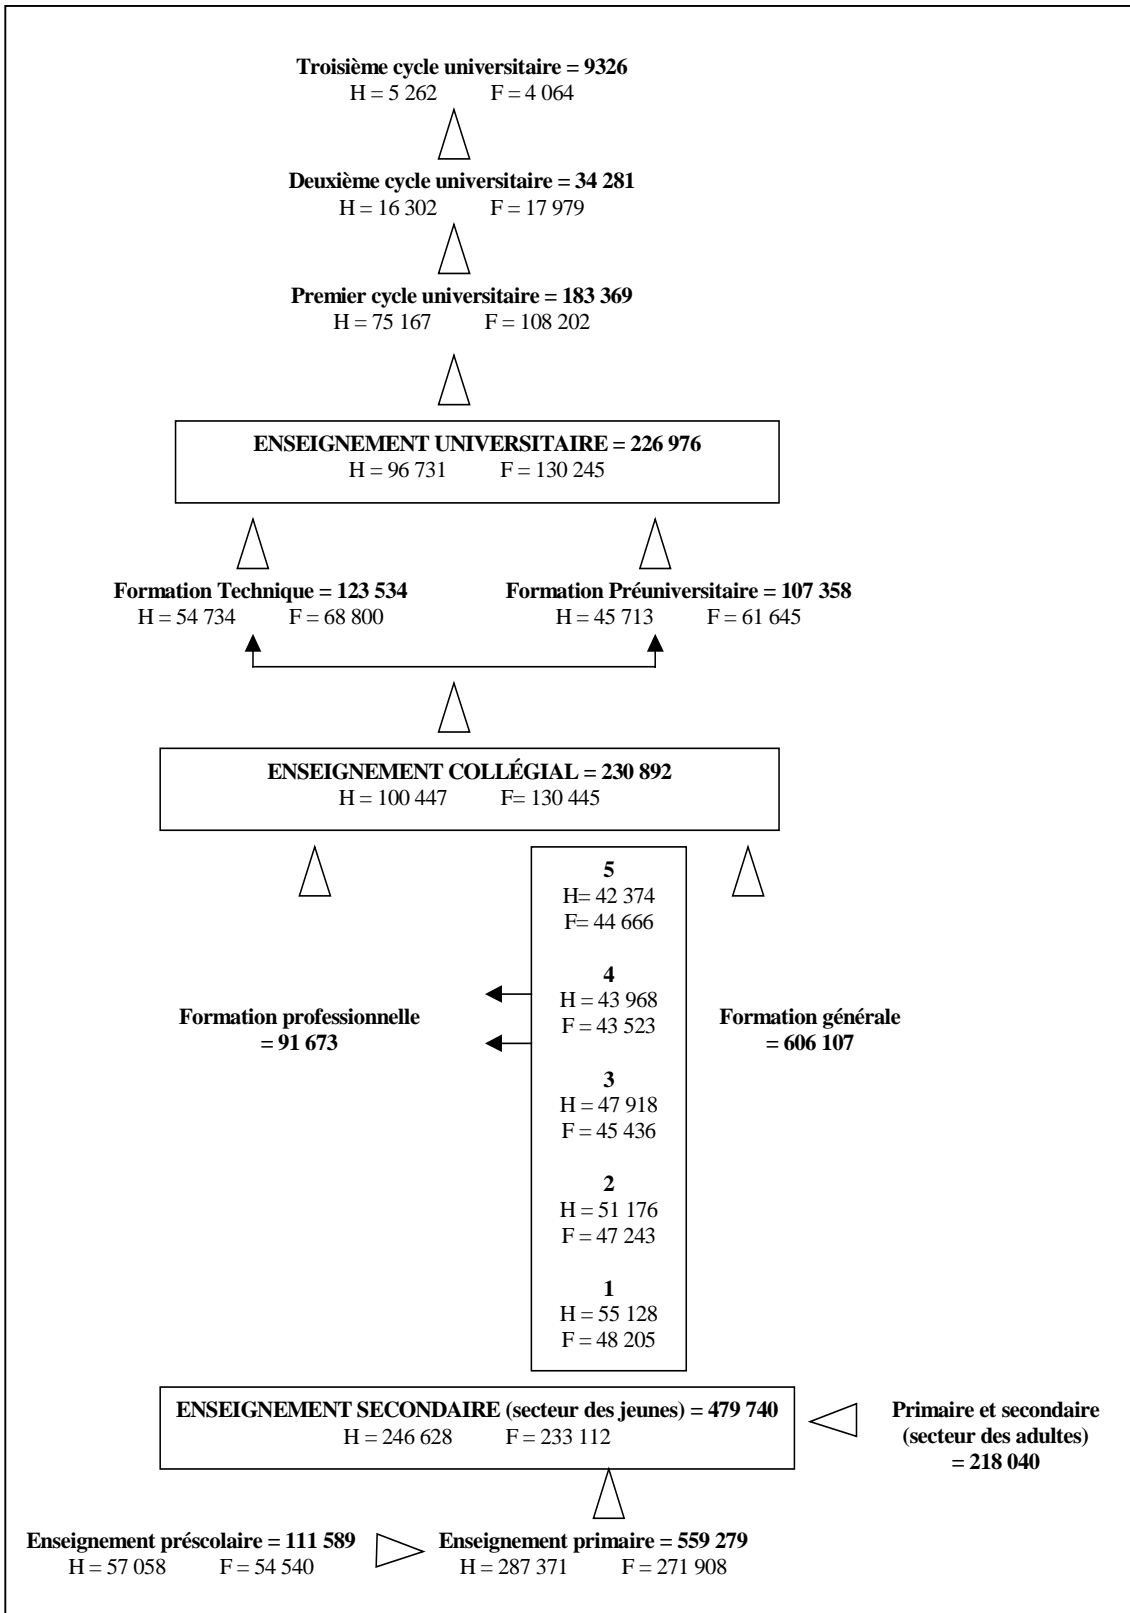 Troisième cycle universitaire = 9326
H = 5 262 F = 4 064
Deuxième cycle universitaire = 34 281
H = 16 302 F = 17 979
Premier cycle universitaire = 183 369
H = 75 167 F = 108 202
ENSEIGNEMENT UNIVERSITAIRE = 226 976
H = 96 731 F = 130 245
Formation Technique = 123 534
H = 54 734 F = 68 800
Formation Préuniversitaire = 107 358
H = 45 713 F = 61 645
ENSEIGNEMENT COLLÉGIAL = 230 892
H = 100 447 F= 130 445
5
H= 42 374
F= 44 666
4
H = 43 968
F = 43 523
Formation professionnelle
= 91 673
Formation générale
= 606 107
3
H = 47 918
F = 45 436
2
H = 51 176
F = 47 243
1
H = 55 128
F = 48 205
ENSEIGNEMENT SECONDAIRE (secteur des jeunes) = 479 740
H = 246 628 F = 233 112
Primaire et secondaire
(secteur des adultes)
= 218 040
Enseignement préscolaire = 111 589
H = 57 058 F = 54 540
Enseignement primaire = 559 279
H = 287 371 F = 271 908